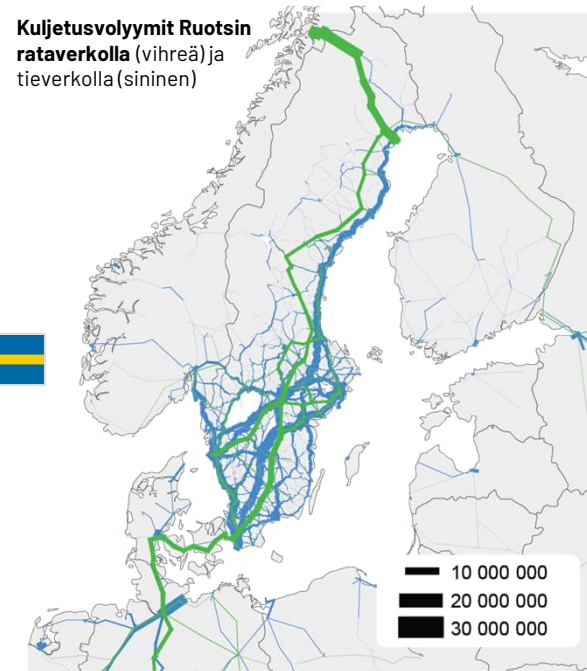 Kuljetusvolyymit Ruotsin
rataverkolla (vihreä) ja
tieverkolla (sininen)
10 000 000
20 000 000
30 000 000